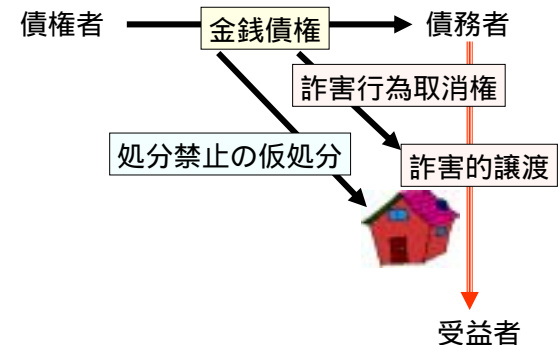 債権者
金銭債権
債務者
詐害行為取消権
処分禁止の仮処分
詐害的譲渡
受益者